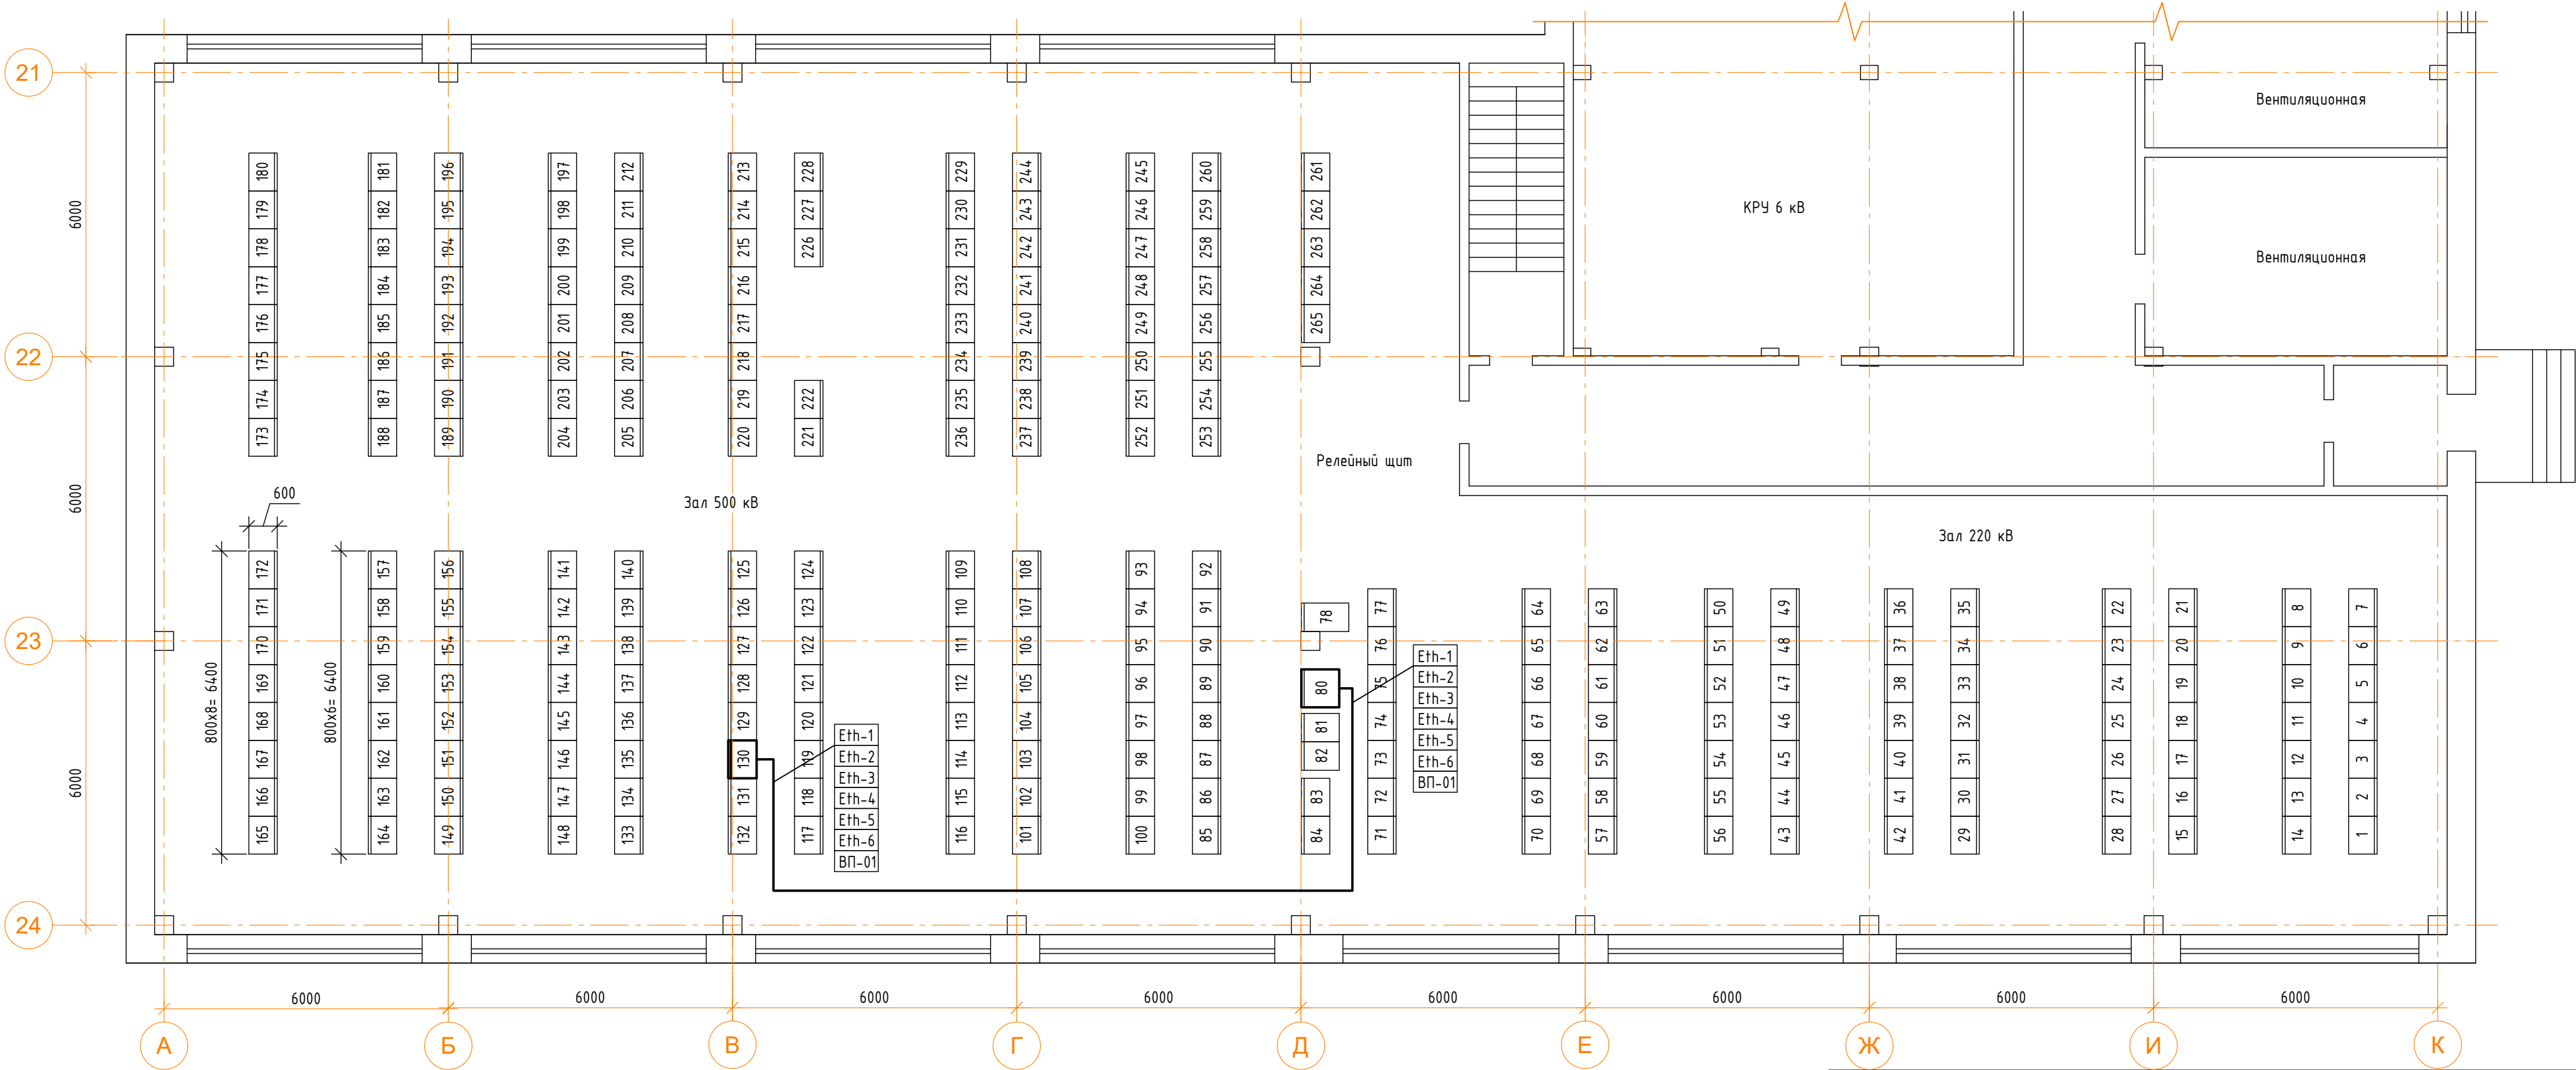 21
22
23
24
6000
6000
6000
Вентиляционная
Вентиляционная
КРУ 6 кВ
Релейный щит
Зал 500 кВ
Зал 220 кВ
180 181 196 197 212 213 228 229 244 245 260 261
179 182 195 198 211 214 227 230 243 246 259 262
178 183 194 199 210 215 226 231 242 247 258 263
177 184 193 200 209 216 232 241 248 257 264
176 185 192 201 208 217 233 240 249 256 265
175 186 191 202 207 218 234 239 250 255
174 187 190 203 206 219 222 235 238 251 254
173 188 189 204 205 220 221 236 237 252 253
600
800x8= 6400
800x6= 6400
172 157 156 141 140 125 124 109 108 93 92
171 158 155 142 139 126 123 110 107 94 91 78 77 64 63 50 49 36 35 22 21 8 7
170 159 154 143 138 127 122 111 106 95 90 76 65 62 51 48 37 34 23 20 9 6
169 160 153 144 137 128 121 112 105 96 89 80 75 66 61 52 47 38 33 24 19 10 5
168 161 152 145 136 129 120 113 104 97 88 81 74 67 60 53 46 39 32 25 18 11 4
167 162 151 146 135 130 119 114 103 98 87 82 73 68 59 54 45 40 31 26 17 12 3
166 163 150 147 134 131 118 115 102 99 86 83 72 69 58 55 44 41 30 27 16 13 2
165 164 149 148 133 132 117 116 101 100 85 84 71 70 57 56 43 42 29 28 15 14 1
Eth-1
Eth-2
Eth-3
Eth-4
Eth-5
Eth-6
ВП-01
Eth-1
Eth-2
Eth-3
Eth-4
Eth-5
Eth-6
ВП-01
6000 6000 6000 6000 6000 6000 6000 6000
А Б В Г Д Е Ж И К